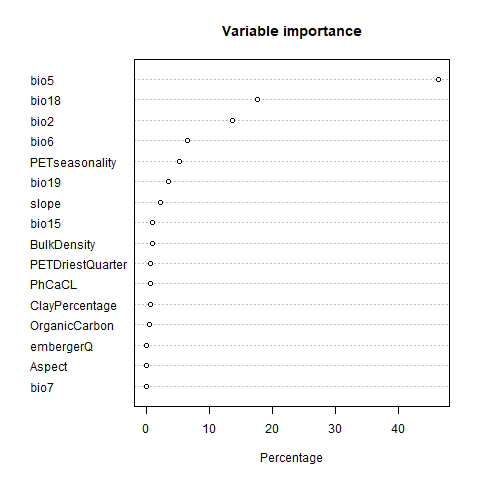 Variable importance
bio5
bio18
bio2
bio6
PETseasonality
bio19
slope
bio15
BulkDensity
PETDriestQuarter
PhCaCL
ClayPercentage
OrganicCarbon
embergerQ
Aspect
bio7
0 10 20 30 40
Percentage